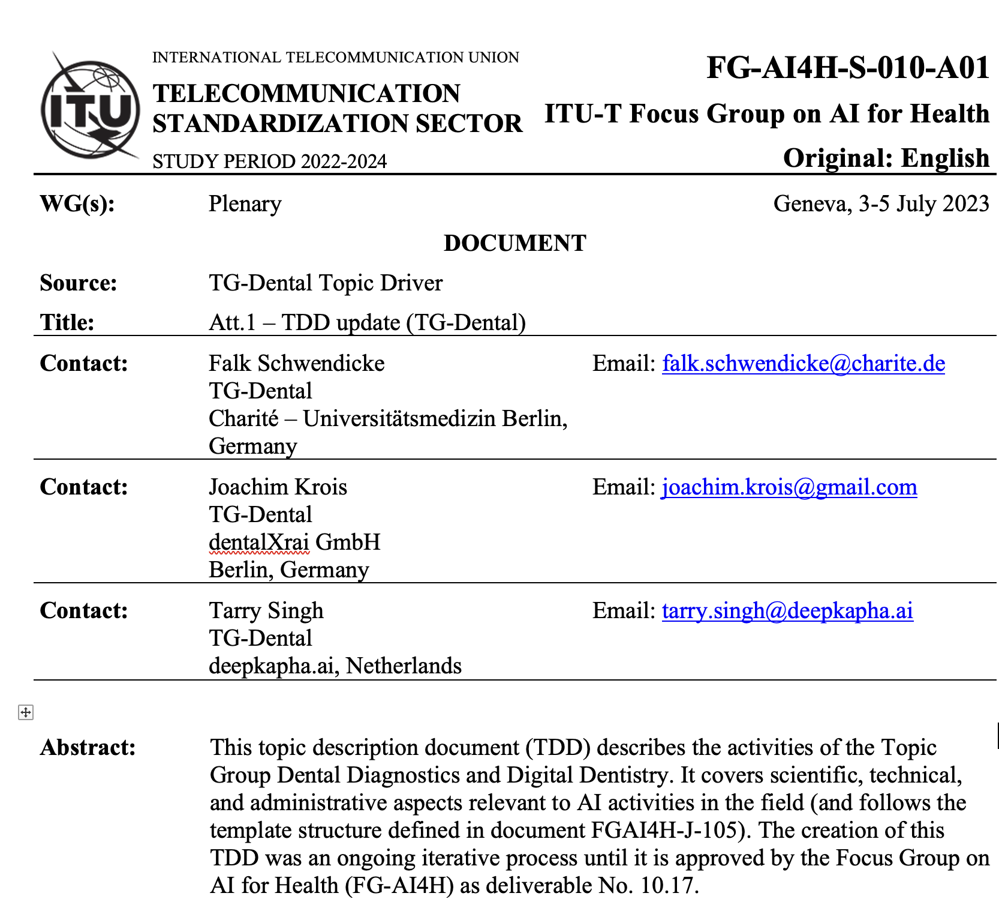 ITU
INTERNATIONAL TELECOMMUNICATION UNION
TELECOMMUNICATION
STANDARDIZATION SECTOR
STUDY PERIOD 2022-2024
FG-AI4H-S-010-A01
ITU-T Focus Group on AI for Health
Original: English
WG(s): Plenary Geneva, 3-5 July 2023
DOCUMENT
Source: TG-Dental Topic Driver
Title: Att.1 – TDD update (TG-Dental)
Contact: Falk Schwendicke Email: falk.schwendicke@charite.de
TG-Dental
Charité – Universitätsmedizin Berlin,
Germany
Contact: Joachim Krois Email: joachim.krois@gmail.com
TG-Dental
dentalXrai GmbH
Berlin, Germany
Contact: Tarry Singh Email: tarry.singh@deepkapha.ai
TG-Dental
deepkapha.ai, Netherlands
Abstract: This topic description document (TDD) describes the activities of the Topic
Group Dental Diagnostics and Digital Dentistry. It covers scientific, technical,
and administrative aspects relevant to AI activities in the field (and follows the
template structure defined in document FGAI4H-J-105). The creation of this
TDD was an ongoing iterative process until it is approved by the Focus Group on
AI for Health (FG-AI4H) as deliverable No. 10.17.